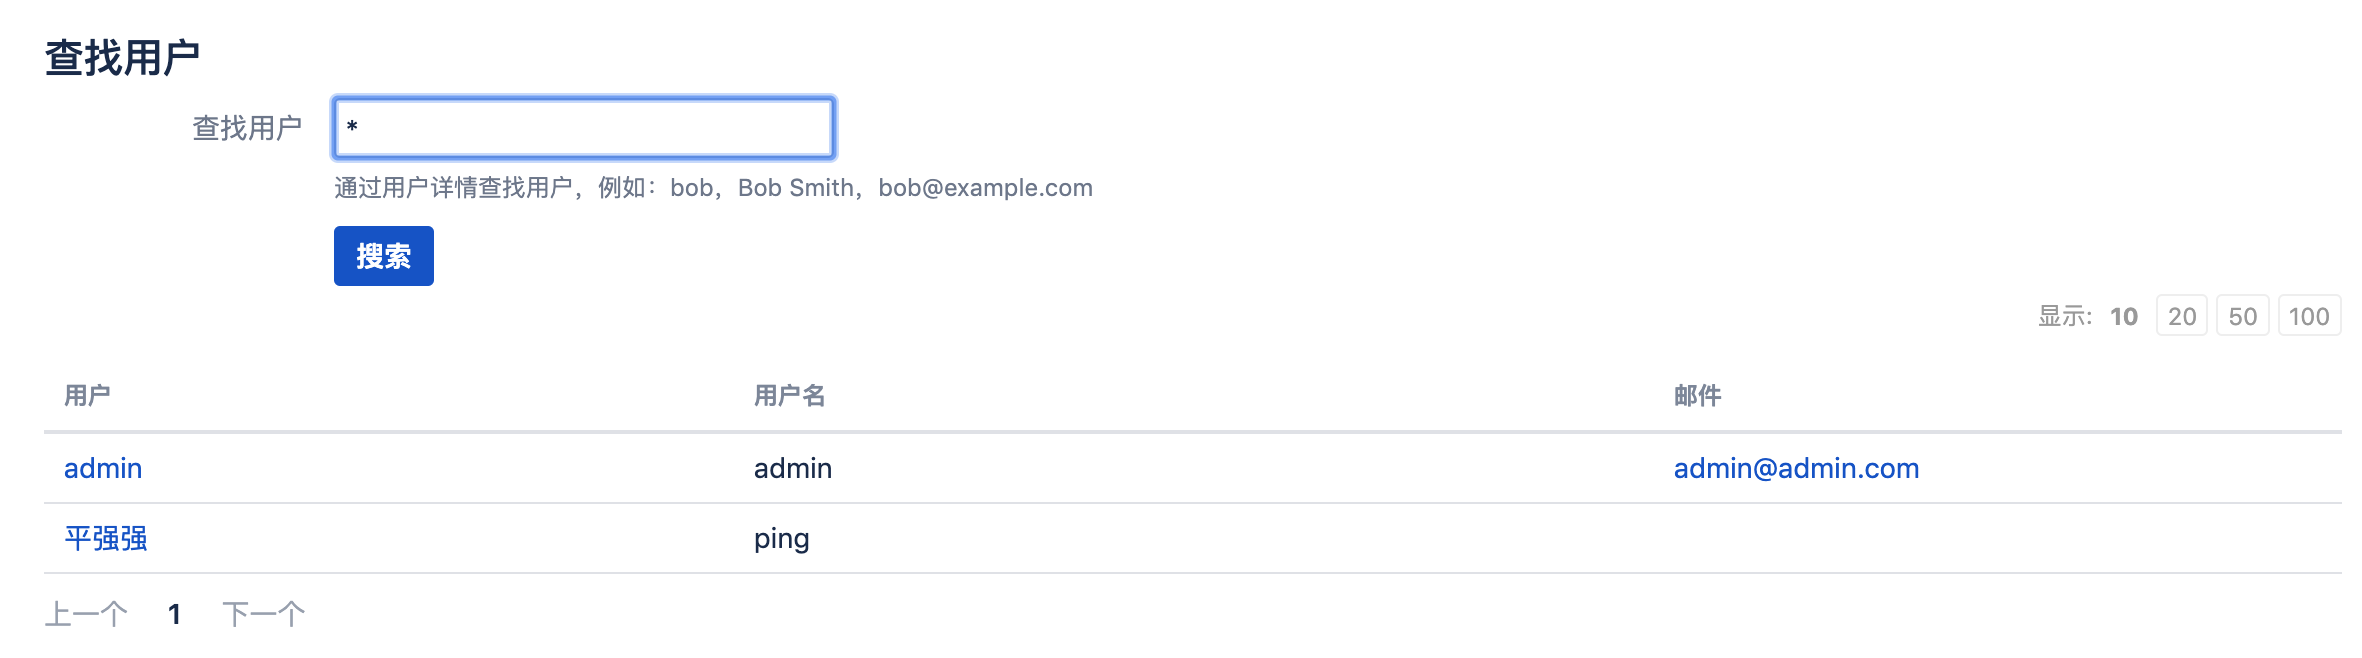 查找用户
查找用户 *
通过用户详情查找用户，例如：bob，Bob Smith，bob@example.com
搜索
显示: 10 20 50 100
用户 用户名 邮件
admin admin admin@admin.com
平强强 ping
上一个 1 下一个